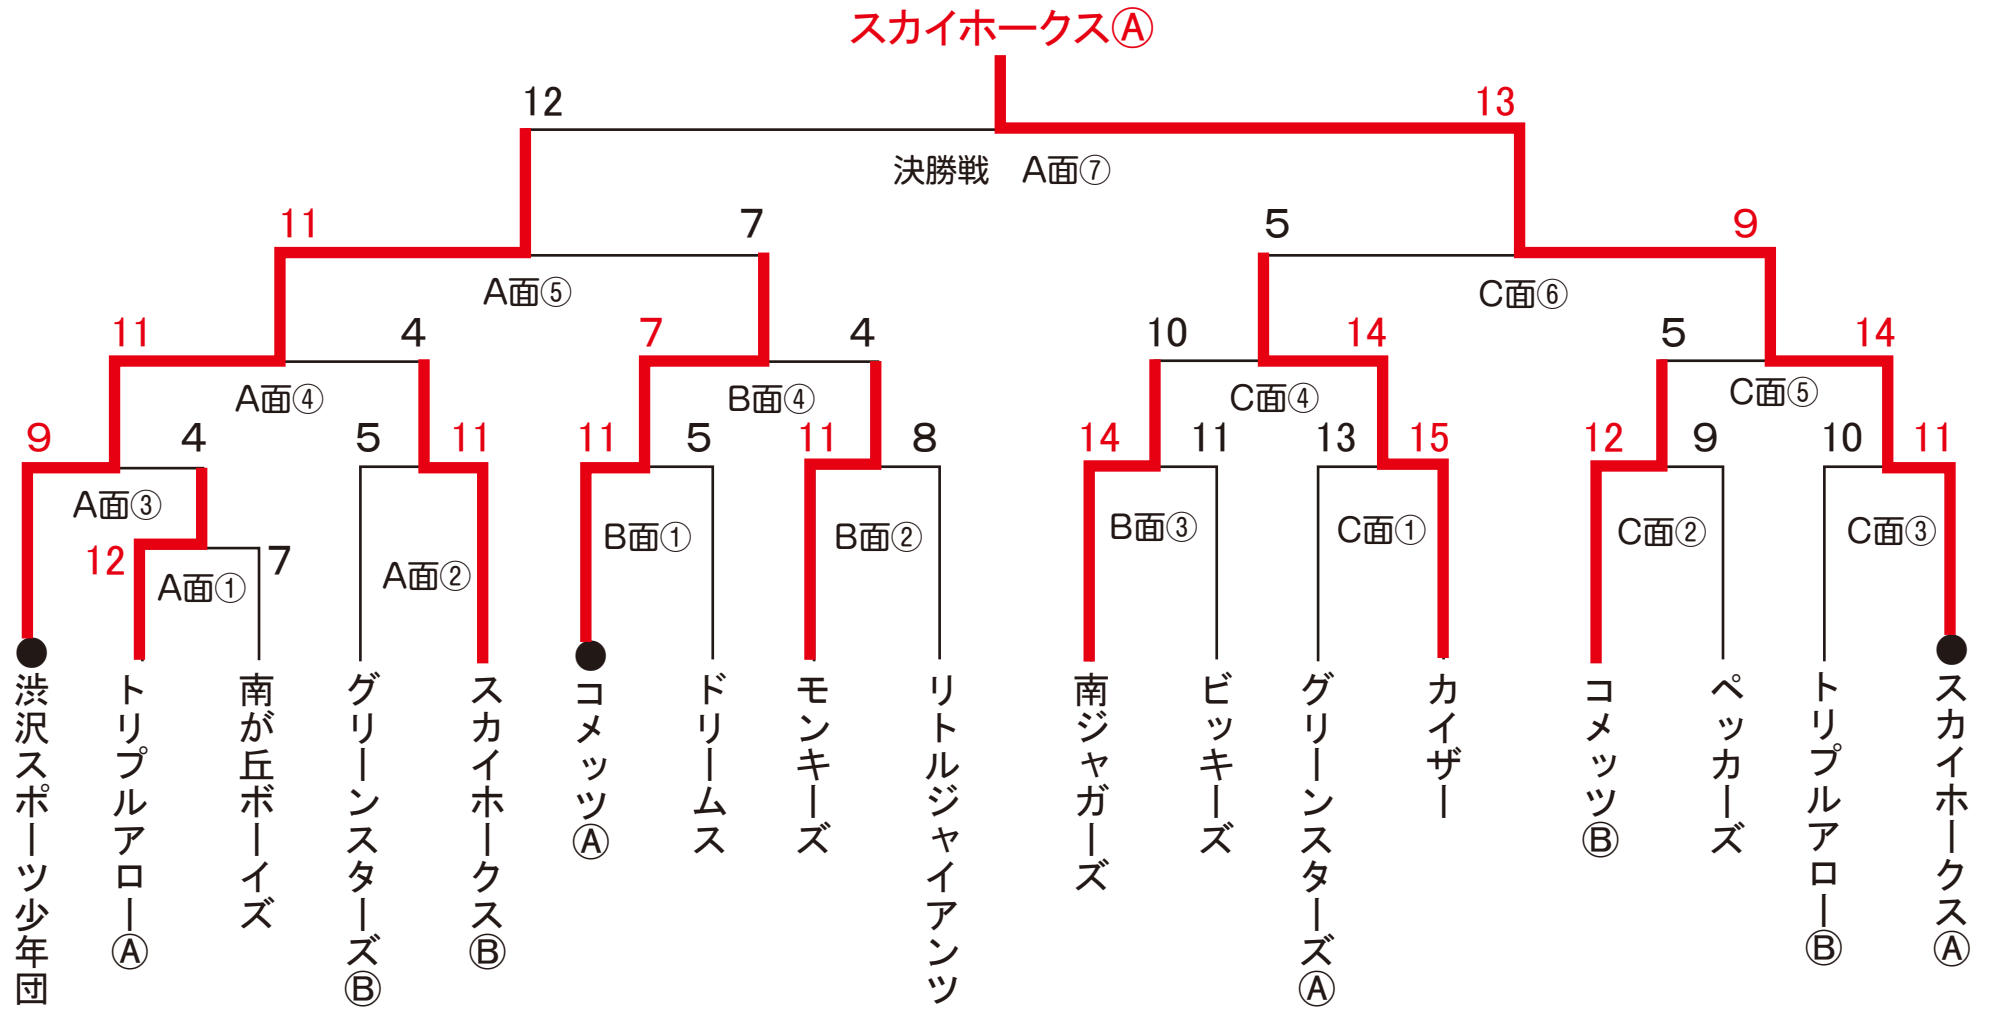 スカイホークスⒶ
12 13
決勝戦 A面⑦
11 7 5 9
A面⑤ C面⑥
11 4 7 4 10 14 5 14
A面④ B面④ C面④ C面⑤
9 4 5 11 11 5 11 8 14 11 13 15 12 9 10 11
A面③ B面① B面② B面③ C面① C面② C面③
12 7 A面① A面②
渋沢スポーツ少年団
トリプルアローⒶ
南が丘ボーイズ
グリーンスターズⒷ
スカイホークスⒷ
コメッツⒶ
ドリームス
モンキーズ
リトルジャイアンツ
南ジャガーズ
ビッキーズ
グリーンスターズⒶ
カイザー
コメッツⒷ
ペッカーズ
トリプルアローⒷ
スカイホークスⒶ